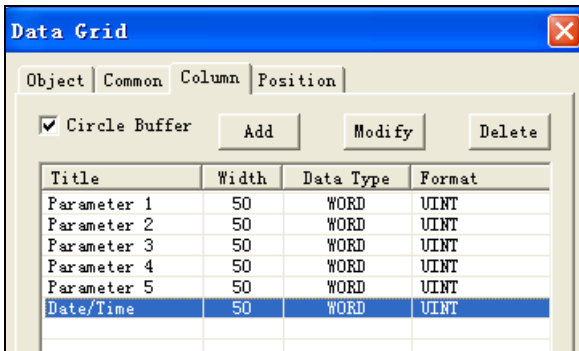 Data Grid
Object Common Column Position
Circle Buffer Add Modify Delete
Title Width Data Type Format
Parameter 1 50 WORD UINT
Parameter 2 50 WORD UINT
Parameter 3 50 WORD UINT
Parameter 4 50 WORD UINT
Parameter 5 50 WORD UINT
Date/Time 50 WORD UINT